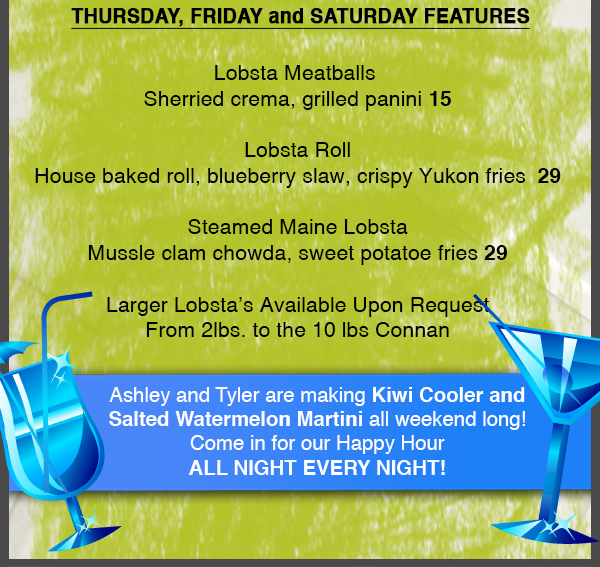 THURSDAY, FRIDAY and SATURDAY FEATURES
Lobsta Meatballs
Sherried crema, grilled panini 15
Lobsta Roll
House baked roll, blueberry slaw, crispy Yukon fries 29
Steamed Maine Lobsta
Mussle clam chowda, sweet potatoe fries 29
Larger Lobsta's Available Upon Request
From 2lbs. to the 10 lbs Connan
Ashley and Tyler are making Kiwi Cooler and
Salted Watermelon Martini all weekend long!
Come in for our Happy Hour
ALL NIGHT EVERY NIGHT!